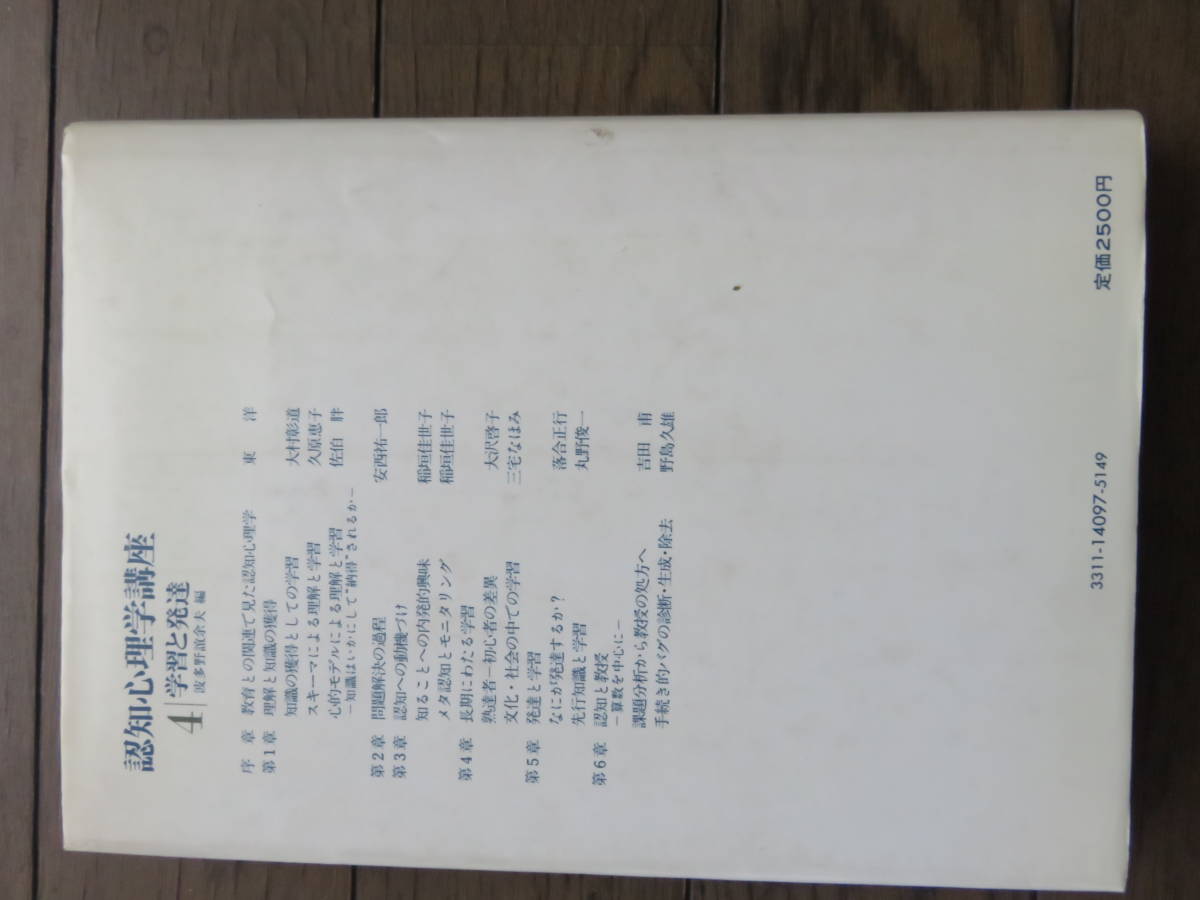 認知心理学講座
4 学習と発達
波多野誼余夫 編
序 章 教育との関連で見た認知心理学 東 洋
第1章 理解と知識の獲得
知識の獲得としての学習 大村彰道
スキーマによる理解と学習 久原恵子
心的モデルによる理解と学習 佐伯 胖
−知識はいかにして“納得”されるか−
第2章 問題解決の過程 安西祐一郎
第3章 認知への動機づけ
知ることへの内発的興味 稲垣佳世子
メタ認知とモニタリング 稲垣佳世子
第4章 長期にわたる学習
熟達者−初心者の差異 大沢啓子
文化・社会の中での学習 三宅なほみ
第5章 発達と学習
なにが発達するか? 落合正行
先行知識と学習 丸野俊一
第6章 認知と教授
−算数を中心に−
課題分析から教授の処方へ 吉田 甫
手続き的バグの診断・生成・除去 野島久雄
3311-14097-5149
定価2500円